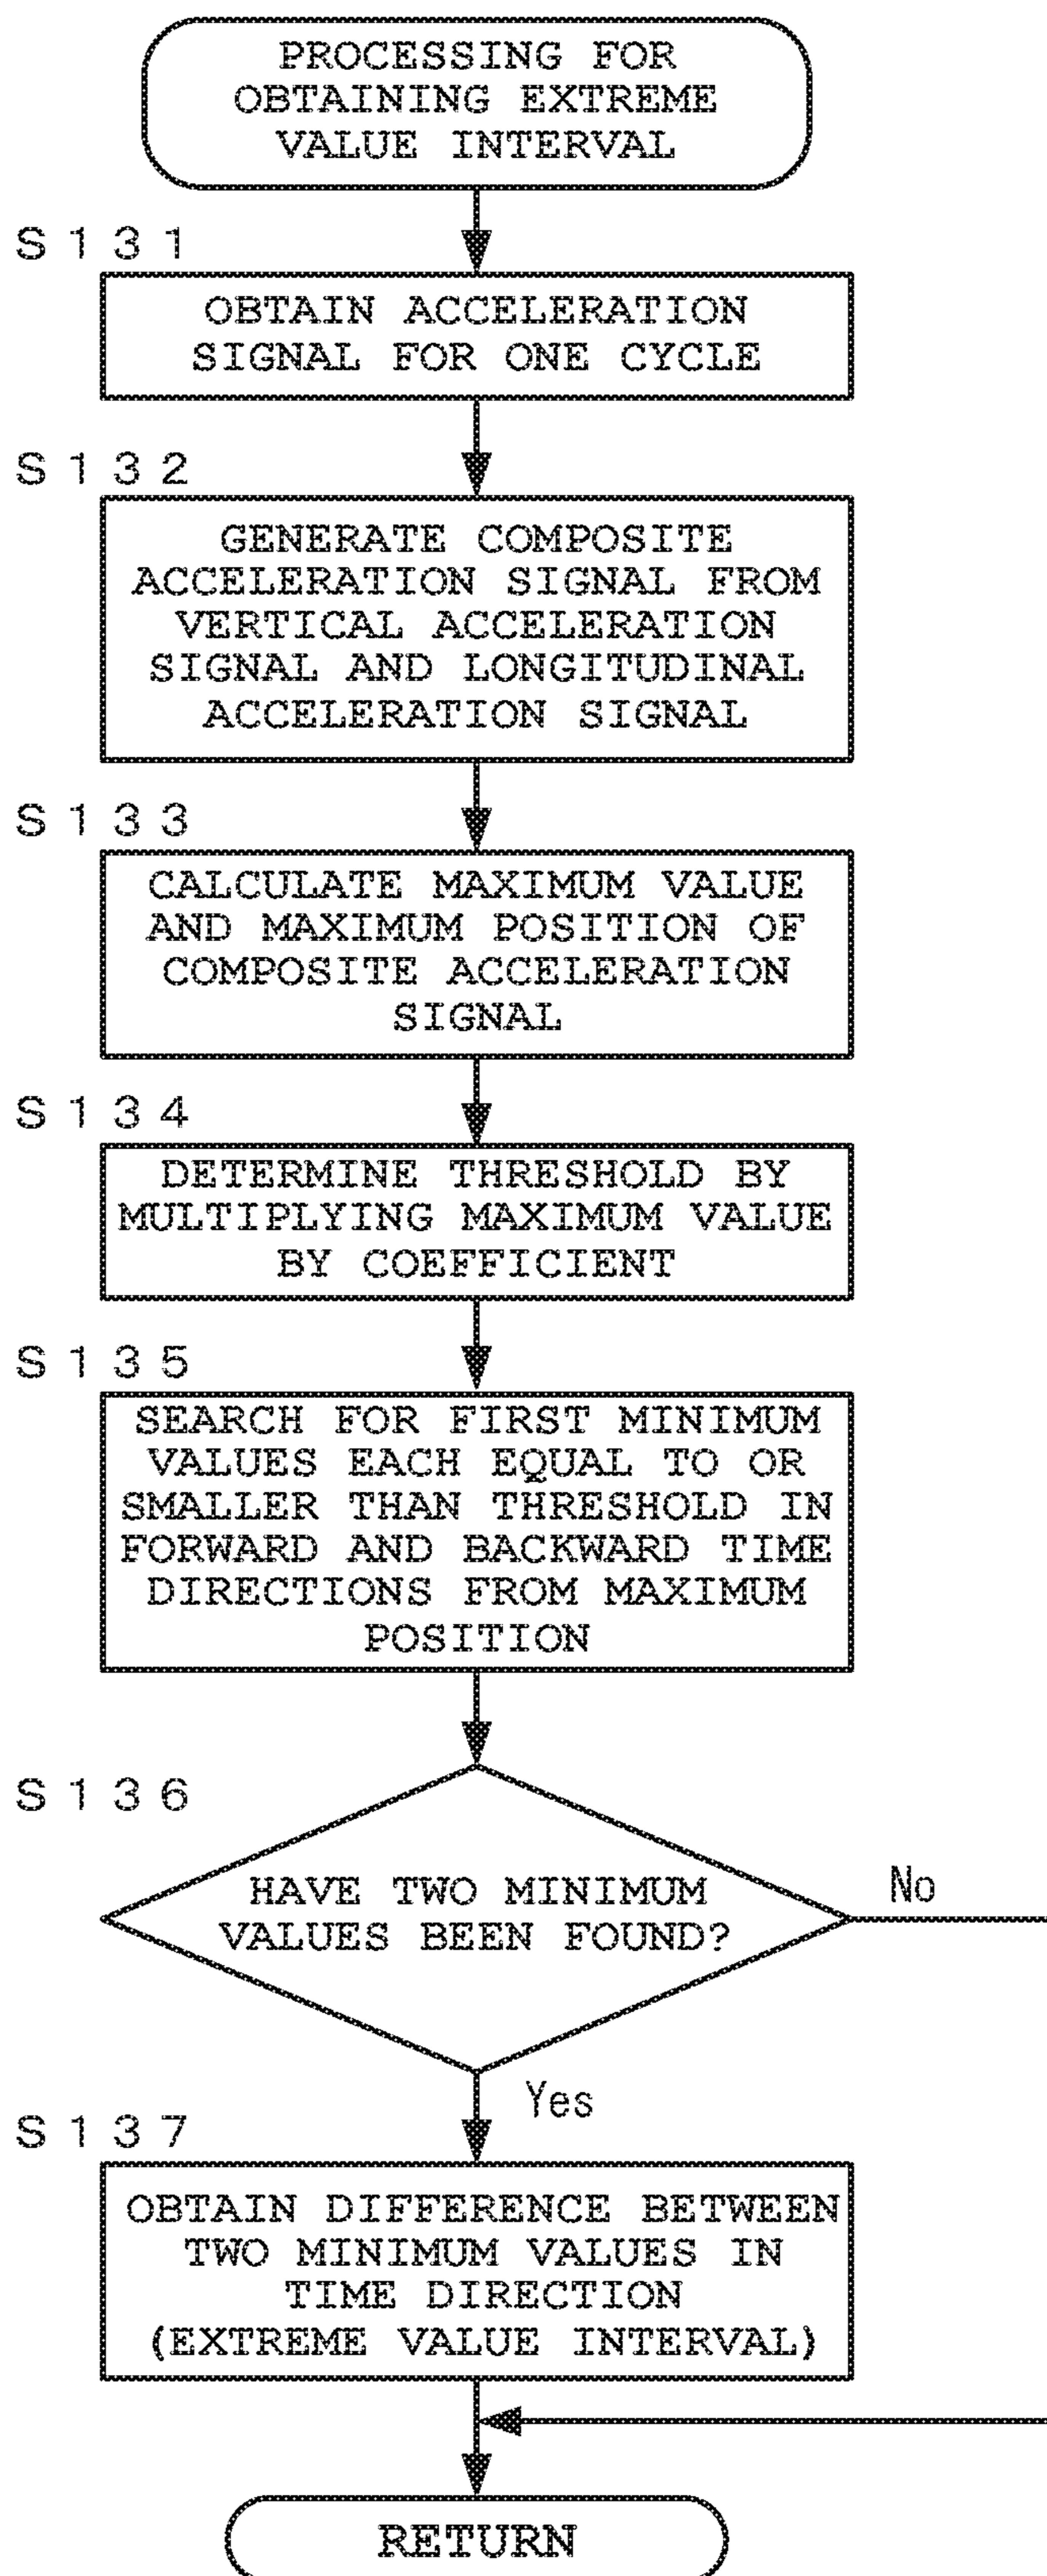 PROCESSING FOR
OBTAINING EXTREME
VALUE INTERVAL
S131
OBTAIN ACCELERATION
SIGNAL FOR ONE CYCLE
S132
GENERATE COMPOSITE
ACCELERATION SIGNAL FROM
VERTICAL ACCELERATION
SIGNAL AND LONGITUDINAL
ACCELERATION SIGNAL
S133
CALCULATE MAXIMUM VALUE
AND MAXIMUM POSITION OF
COMPOSITE ACCELERATION
SIGNAL
S134
DETERMINE THRESHOLD BY
MULTIPLYING MAXIMUM VALUE
BY COEFFICIENT
S135
SEARCH FOR FIRST MINIMUM
VALUES EACH EQUAL TO OR
SMALLER THAN THRESHOLD IN
FORWARD AND BACKWARD TIME
DIRECTIONS FROM MAXIMUM
POSITION
S136
HAVE TWO MINIMUM
VALUES BEEN FOUND?
No
Yes
S137
OBTAIN DIFFERENCE BETWEEN
TWO MINIMUM VALUES IN
TIME DIRECTION
(EXTREME VALUE INTERVAL)
RETURN